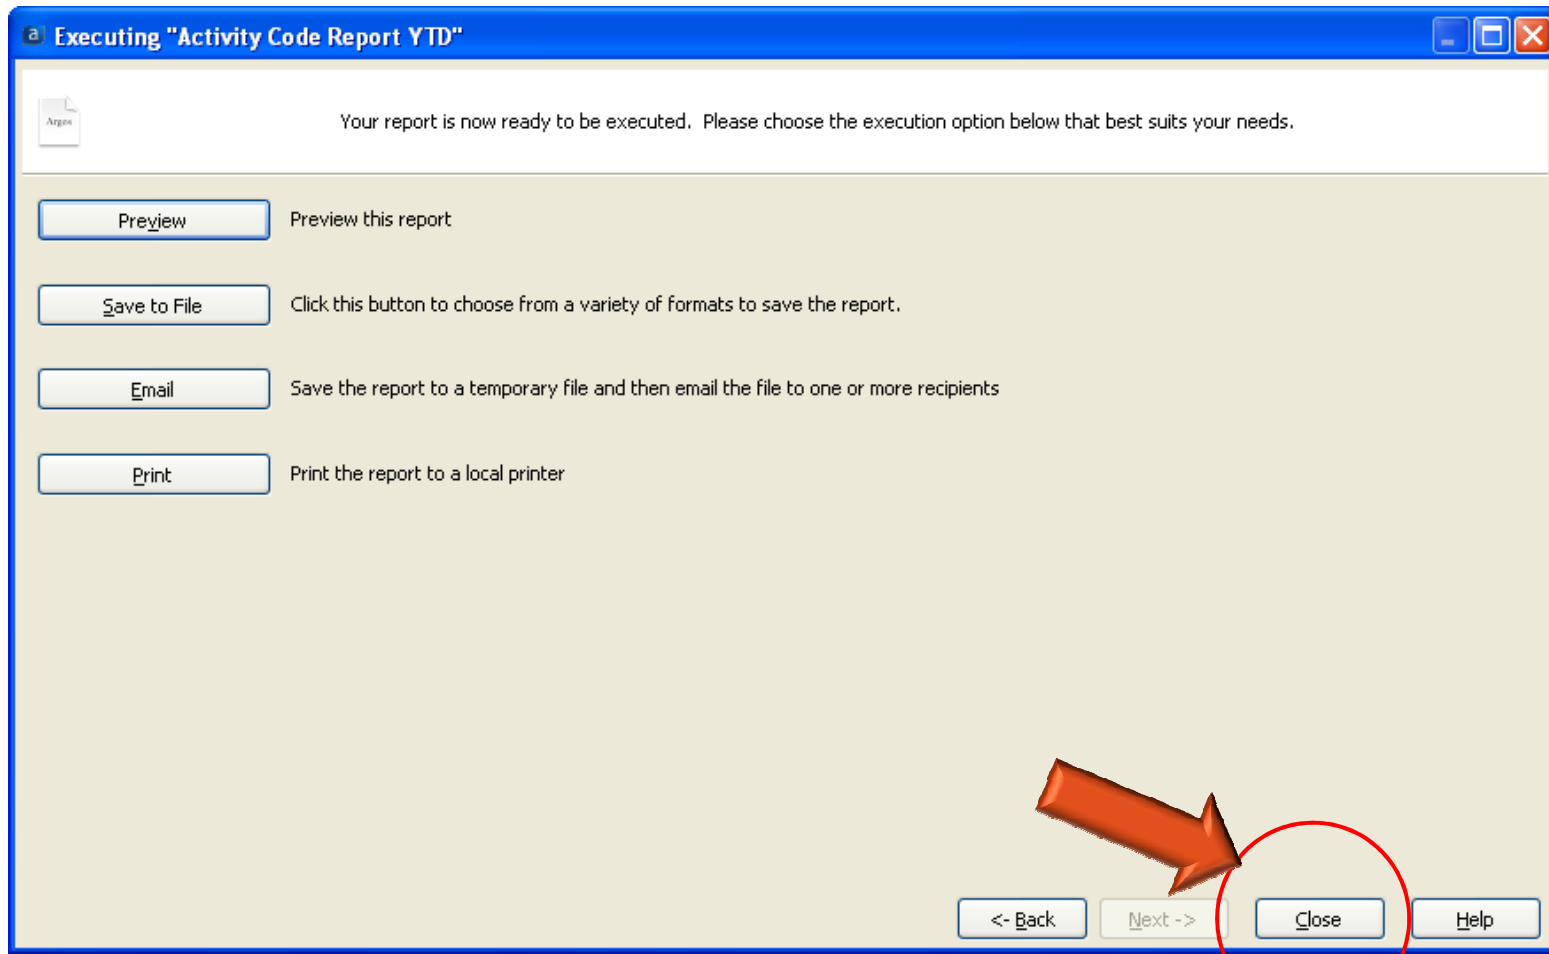 a Executing "Activity Code Report YTD"
Argos Your report is now ready to be executed.  Please choose the execution option below that best suits your needs.
Preview Preview this report
Save to File Click this button to choose from a variety of formats to save the report.
Email Save the report to a temporary file and then email the file to one or more recipients
Print Print the report to a local printer
<- Back Next -> Close Help